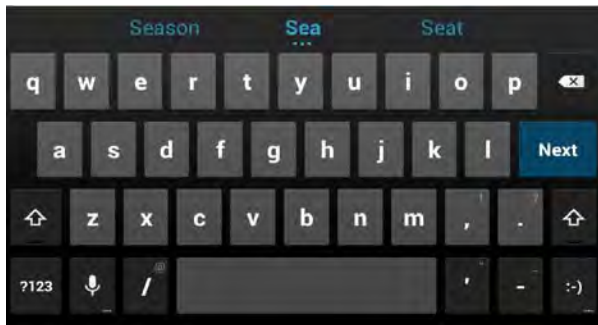 Season Sea Seat
q w e r t y u i o p
a s d f g h j k l Next
z x c v b n m , ! . ?
?123 / @ ' - _ :-)